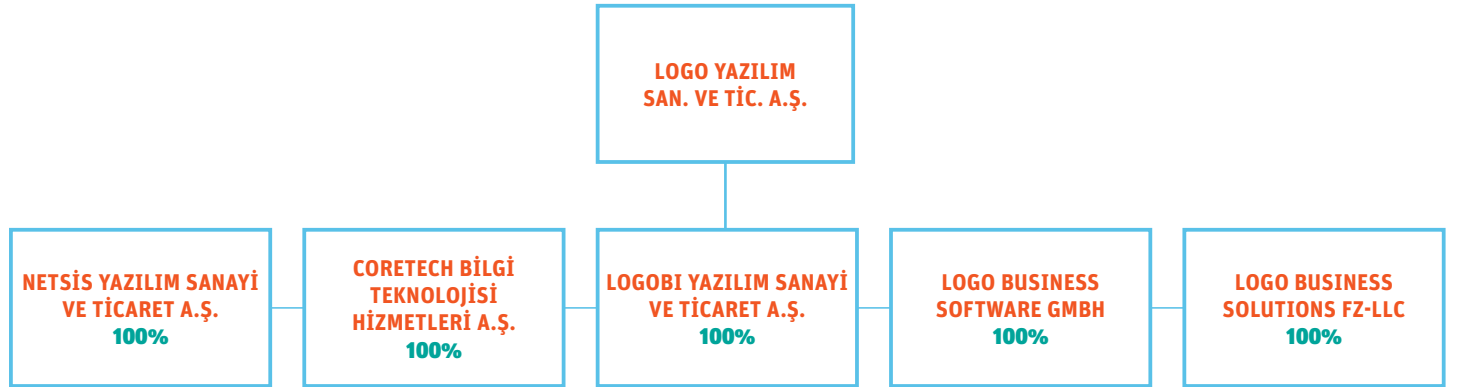 LOGO YAZILIM
SAN. VE TİC. A.Ş.
NETSİS YAZILIM SANAYİ
VE TİCARET A.Ş.
100%
CORETECH BİLGİ
TEKNOLOJİSİ
HİZMETLERİ A.Ş.
100%
LOGOBI YAZILIM SANAYİ
VE TİCARET A.Ş.
100%
LOGO BUSINESS
SOFTWARE GMBH
100%
LOGO BUSINESS
SOLUTIONS FZ-LLC
100%